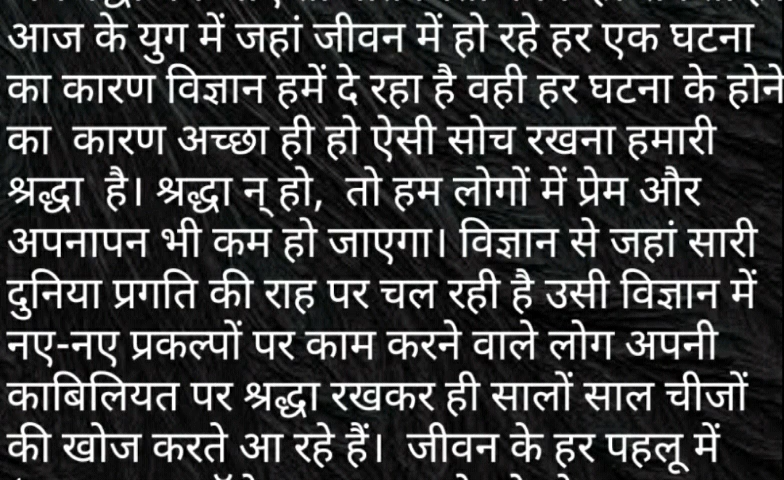 आज के युग में जहां जीवन में हो रहे हर एक घटना
का कारण विज्ञान हमें दे रहा है वही हर घटना के होने
का  कारण अच्छा ही हो ऐसी सोच रखना हमारी
श्रद्धा  है। श्रद्धा न् हो,  तो हम लोगों में प्रेम और
अपनापन भी कम हो जाएगा। विज्ञान से जहां सारी
दुनिया प्रगति की राह पर चल रही है उसी विज्ञान में
नए-नए प्रकल्पों पर काम करने वाले लोग अपनी
काबिलियत पर श्रद्धा रखकर ही सालों साल चीजों
की खोज करते आ रहे हैं।  जीवन के हर पहलू में